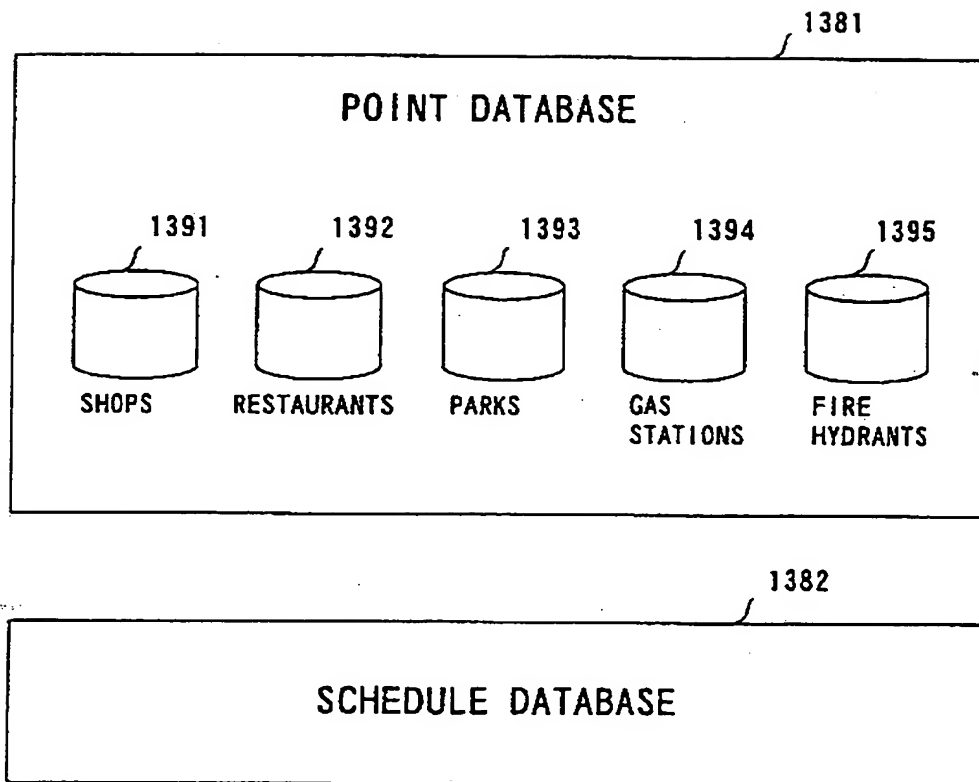 1381
POINT DATABASE
1391 1392 1393 1394 1395
SHOPS RESTAURANTS PARKS GAS STATIONS FIRE HYDRANTS
1382
SCHEDULE DATABASE